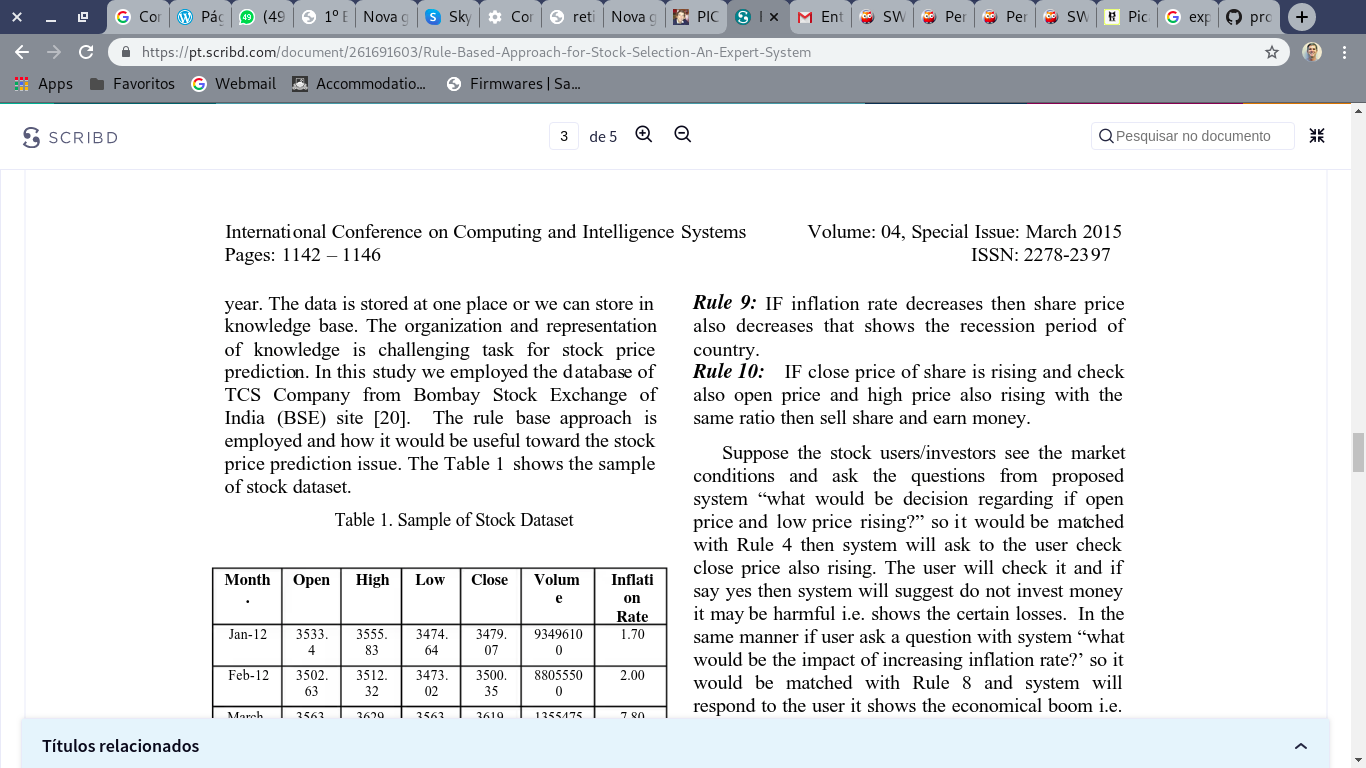 Cor
Pág
(49
1º E
Nova g
Sky
Cor
reti
Nova g
PIC
Ent
SW
Per
Per
SW
Pic
exp
pro
https://pt.scribd.com/document/261691603/Rule-Based-Approach-for-Stock-Selection-An-Expert-System
Apps
Favoritos
Webmail
Accommodatio...
Firmwares | Sa...
SCRIBD
3 de 5
Pesquisar no documento
International Conference on Computing and Intelligence Systems
Pages: 1142 – 1146
Volume: 04, Special Issue: March 2015
ISSN: 2278-2397
year. The data is stored at one place or we can store in
knowledge base. The organization and representation
of knowledge is challenging task for stock price
prediction. In this study we employed the database of
TCS Company from Bombay Stock Exchange of
India (BSE) site [20]. The rule base approach is
employed and how it would be useful toward the stock
price prediction issue. The Table 1 shows the sample
of stock dataset.
Table 1. Sample of Stock Dataset
Month Open High Low Close Volum Inflati
. e on
Rate
Jan-12 3533. 3555. 3474. 3479. 9349610 1.70
4 83 64 07 0
Feb-12 3502. 3512. 3473. 3500. 8805550 2.00
63 32 02 35 0
March 3563 3629 3563 3619 1355475 7.80
Rule 9: IF inflation rate decreases then share price
also decreases that shows the recession period of
country.
Rule 10: IF close price of share is rising and check
also open price and high price also rising with the
same ratio then sell share and earn money.
Suppose the stock users/investors see the market
conditions and ask the questions from proposed
system “what would be decision regarding if open
price and low price rising?” so it would be matched
with Rule 4 then system will ask to the user check
close price also rising. The user will check it and if
say yes then system will suggest do not invest money
it may be harmful i.e. shows the certain losses. In the
same manner if user ask a question with system “what
would be the impact of increasing inflation rate?’ so it
would be matched with Rule 8 and system will
respond to the user it shows the economical boom i.e.
Títulos relacionados